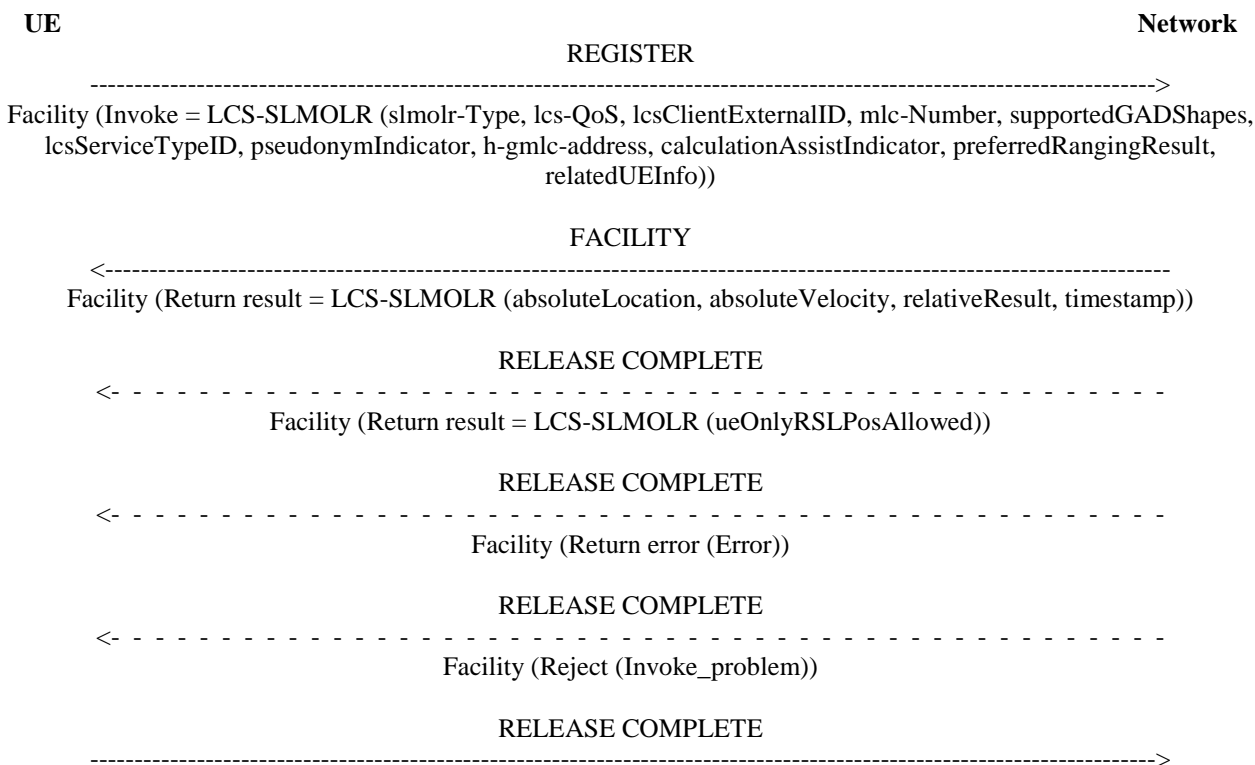 UE Network
REGISTER
-------------------------------------------------------------------------------------------------------------------------->
Facility (Invoke = LCS-SLMOLR (slmolr-Type, lcs-QoS, lcsClientExternalID, mlc-Number, supportedGADShapes,
lcsServiceTypeID, pseudonymIndicator, h-gmlc-address, calculationAssistIndicator, preferredRangingResult,
relatedUEInfo))
FACILITY
<--------------------------------------------------------------------------------------------------------------------------
Facility (Return result = LCS-SLMOLR (absoluteLocation, absoluteVelocity, relativeResult, timestamp))
RELEASE COMPLETE
<- - - - - - - - - - - - - - - - - - - - - - - - - - - - - - - - - - - - - - - - - - - - - - - - -
Facility (Return result = LCS-SLMOLR (ueOnlyRSLPosAllowed))
RELEASE COMPLETE
<- - - - - - - - - - - - - - - - - - - - - - - - - - - - - - - - - - - - - - - - - - - - - - - - -
Facility (Return error (Error))
RELEASE COMPLETE
<- - - - - - - - - - - - - - - - - - - - - - - - - - - - - - - - - - - - - - - - - - - - - - - - -
Facility (Reject (Invoke_problem))
RELEASE COMPLETE
-------------------------------------------------------------------------------------------------------------------------->